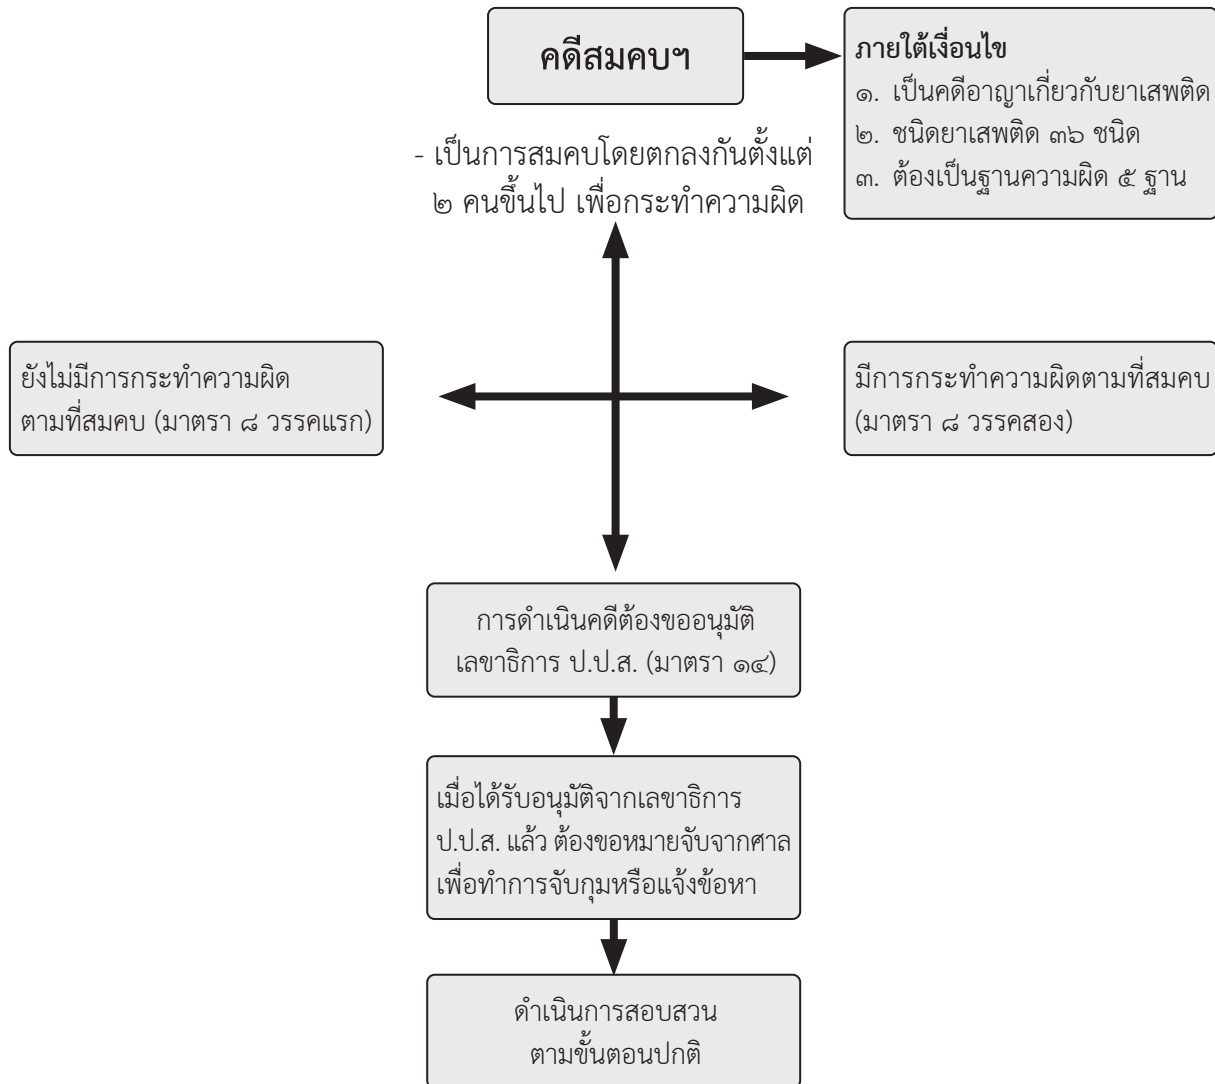 คดีสมคบฯ
ภายใต้เงื่อนไข
๑. เป็นคดีอาญาเกี่ยวกับยาเสพติด
๒. ชนิดยาเสพติด ๓๖ ชนิด
๓. ต้องเป็นฐานความผิด ๕ ฐาน
- เป็นการสมคบโดยตกลงกันตั้งแต่
๒ คนขึ้นไป เพื่อกระทำความผิด
ยังไม่มีการกระทำความผิด
ตามที่สมคบ (มาตรา ๘ วรรคแรก)
มีการกระทำความผิดตามที่สมคบ
(มาตรา ๘ วรรคสอง)
การดำเนินคดีต้องขออนุมัติ
เลขาธิการ ป.ป.ส. (มาตรา ๑๔)
เมื่อได้รับอนุมัติจากเลขาธิการ
ป.ป.ส. แล้ว ต้องขอหมายจับจากศาล
เพื่อทำการจับกุมหรือแจ้งข้อหา
ดำเนินการสอบสวน
ตามขั้นตอนปกติ